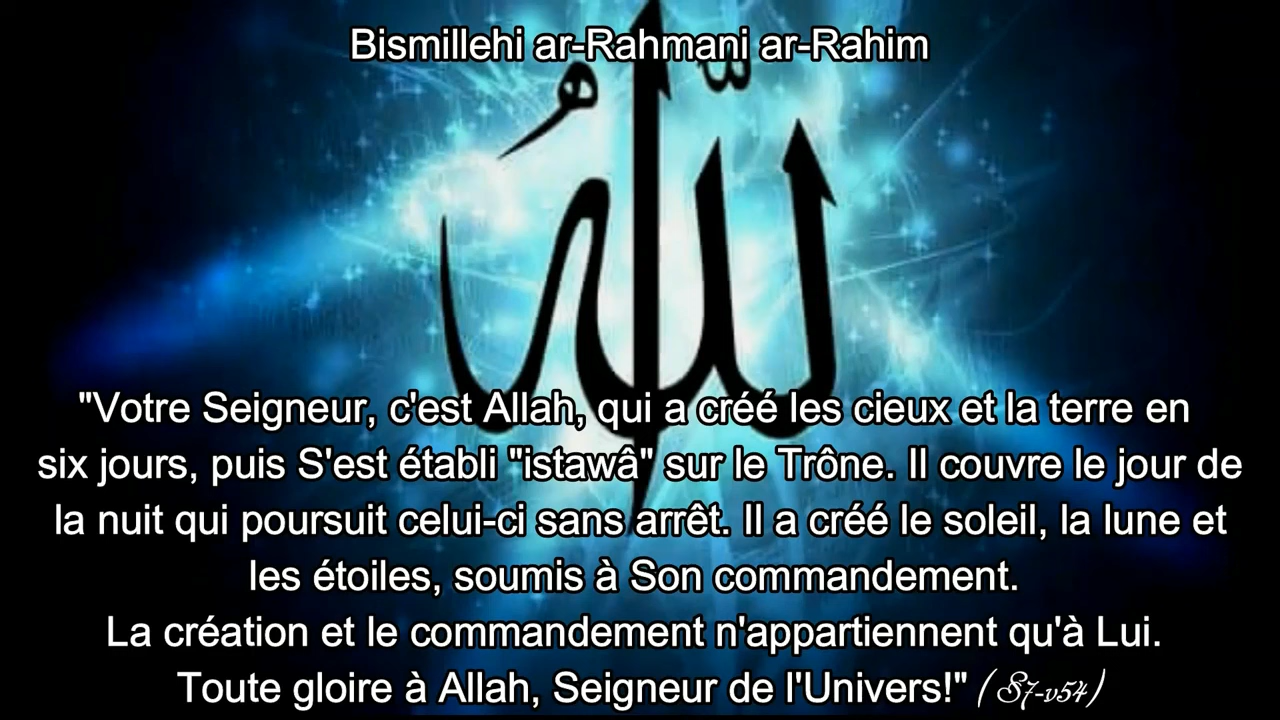 Bismillehi ar-Rahmani ar-Rahim
الله
"Votre Seigneur, c'est Allah, qui a créé les cieux et la terre en
six jours, puis S'est établi "istawâ" sur le Trône. Il couvre le jour de
la nuit qui poursuit celui-ci sans arrêt. Il a créé le soleil, la lune et
les étoiles, soumis à Son commandement.
La création et le commandement n'appartiennent qu'à Lui.
Toute gloire à Allah, Seigneur de l'Univers!" (S7-v54)